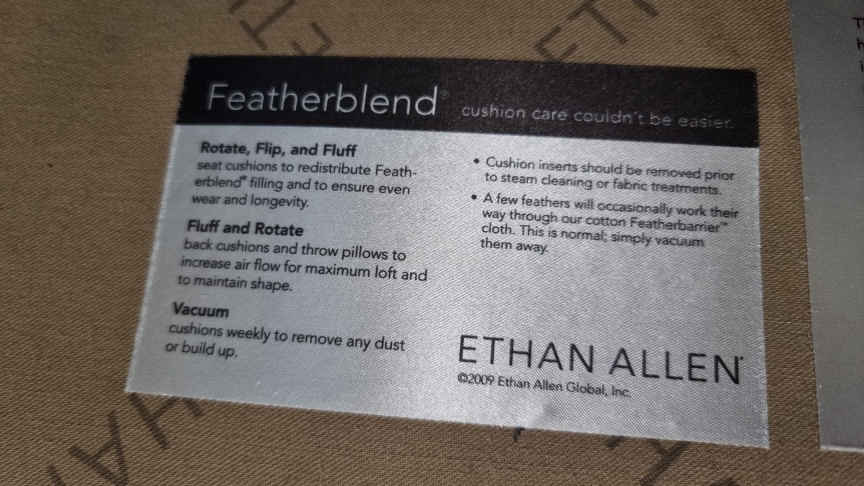 Featherblend® cushion care couldn't be easier.
Rotate, Flip, and Fluff
seat cushions to redistribute Feath-
erblend® filling and to ensure even
wear and longevity.
Fluff and Rotate
back cushions and throw pillows to
increase air flow for maximum loft and
to maintain shape.
Vacuum
cushions weekly to remove any dust
or build up.
• Cushion inserts should be removed prior
to steam cleaning or fabric treatments.
• A few feathers will occasionally work their
way through our cotton Featherbarrier™
cloth. This is normal; simply vacuum
them away.
ETHAN ALLEN®
©2009 Ethan Allen Global, Inc.